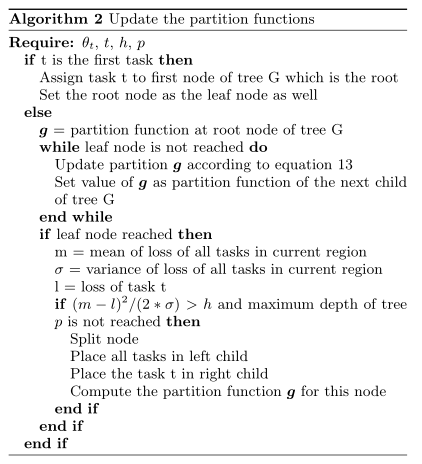 Algorithm 2 Update the partition functions
Require: θt, t, h, p
if t is the first task then
Assign task t to first node of tree G which is the root
Set the root node as the leaf node as well
else
g = partition function at root node of tree G
while leaf node is not reached do
Update partition g according to equation 13
Set value of g as partition function of the next child
of tree G
end while
if leaf node reached then
m = mean of loss of all tasks in current region
σ = variance of loss of all tasks in current region
l = loss of task t
if (m − l)²/(2 ∗ σ) > h and maximum depth of tree
p is not reached then
Split node
Place all tasks in left child
Place the task t in right child
Compute the partition function g for this node
end if
end if
end if